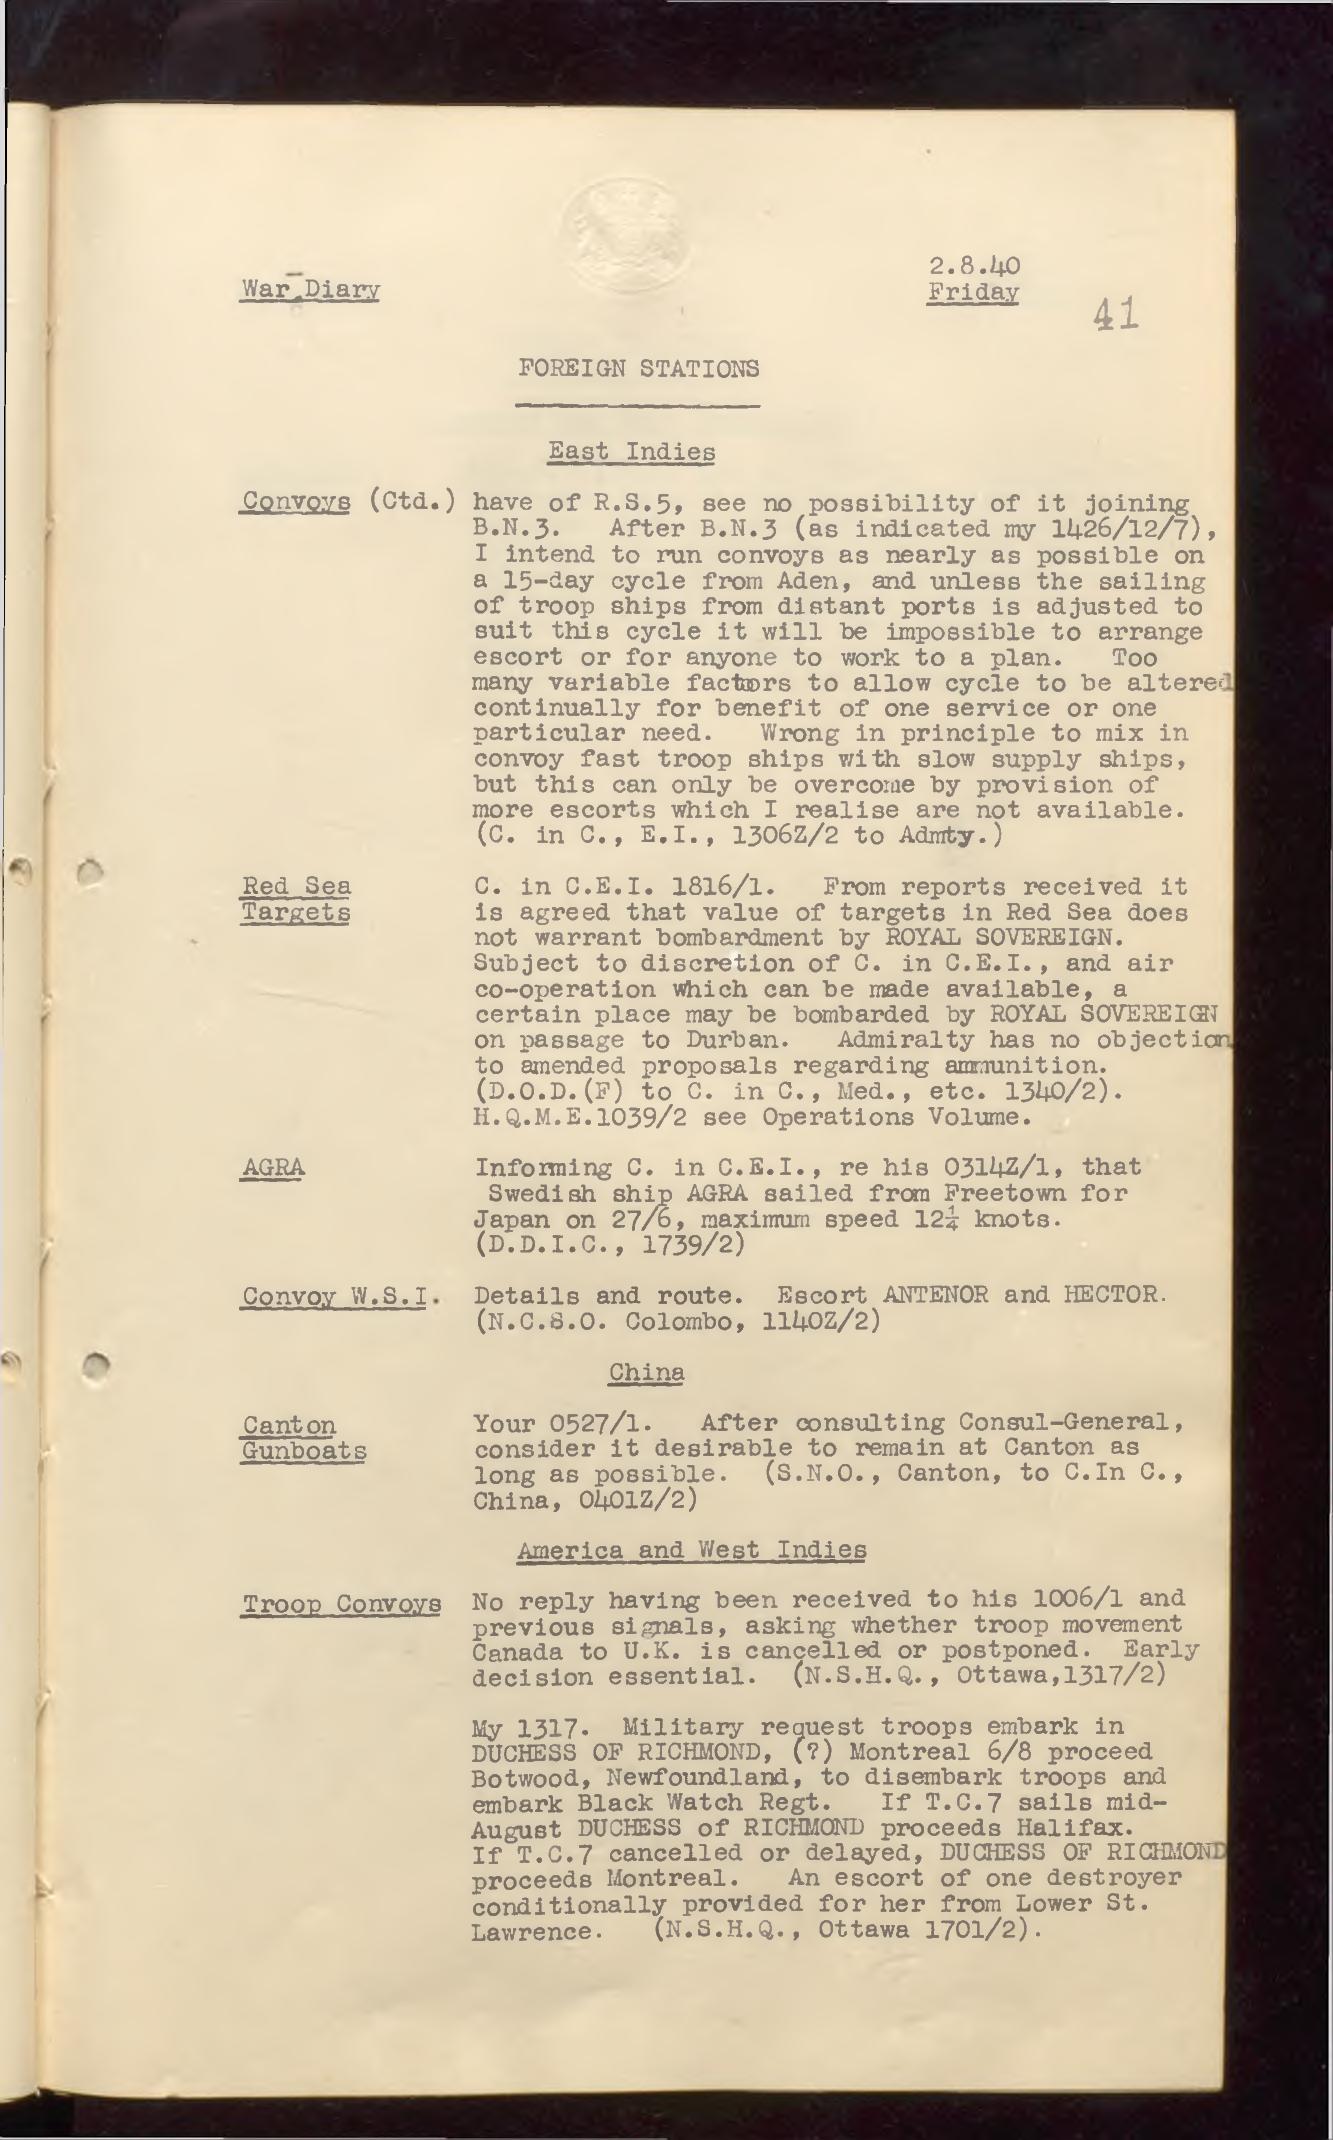 War Diary
2.8.40
Friday
41
FOREIGN STATIONS
East Indies
Convoys (Ctd.) have of R.S.5, see no possibility of it joining
B.N.3. After B.N.3 (as indicated my 1426/12/7),
I intend to run convoys as nearly as possible on
a 15-day cycle from Aden, and unless the sailing
of troop ships from distant ports is adjusted to
suit this cycle it will be impossible to arrange
escort or for anyone to work to a plan. Too
many variable factors to allow cycle to be altered
continually for benefit of one service or one
particular need. Wrong in principle to mix in
convoy fast troop ships with slow supply ships,
but this can only be overcome by provision of
more escorts which I realise are not available.
(C. in C., E.I., 1306Z/2 to Admty.)
Red Sea C. in C.E.I. 1816/1. From reports received it
Targets is agreed that value of targets in Red Sea does
not warrant bombardment by ROYAL SOVEREIGN.
Subject to discretion of C. in C.E.I., and air
co-operation which can be made available, a
certain place may be bombarded by ROYAL SOVEREIGN
on passage to Durban. Admiralty has no objection
to amended proposals regarding ammunition.
(D.O.D.(F) to C. in C., Med., etc. 1340/2).
H.Q.M.E.1039/2 see Operations Volume.
AGRA Informing C. in C.E.I., re his 0314Z/1, that
Swedish ship AGRA sailed from Freetown for
Japan on 27/6, maximum speed 12¼ knots.
(D.D.I.C., 1739/2)
Convoy W.S.I. Details and route. Escort ANTENOR and HECTOR.
(N.C.S.O. Colombo, 1140Z/2)
China
Canton Your 0527/1. After consulting Consul-General,
Gunboats consider it desirable to remain at Canton as
long as possible. (S.N.O., Canton, to C.In C.,
China, 0401Z/2)
America and West Indies
Troop Convoys No reply having been received to his 1006/1 and
previous signals, asking whether troop movement
Canada to U.K. is cancelled or postponed. Early
decision essential. (N.S.H.Q., Ottawa,1317/2)
My 1317. Military request troops embark in
DUCHESS OF RICHMOND, (?) Montreal 6/8 proceed
Botwood, Newfoundland, to disembark troops and
embark Black Watch Regt. If T.C.7 sails mid-
August DUCHESS of RICHMOND proceeds Halifax.
If T.C.7 cancelled or delayed, DUCHESS OF RICHMOND
proceeds Montreal. An escort of one destroyer
conditionally provided for her from Lower St.
Lawrence. (N.S.H.Q., Ottawa 1701/2).